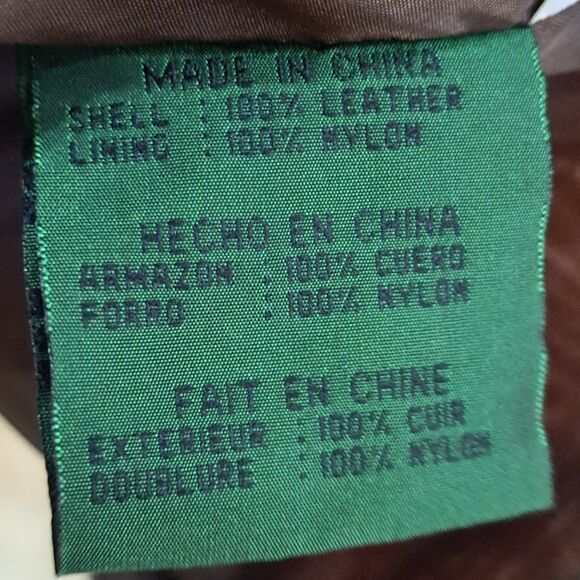 MADE IN CHINA
SHELL : 100% LEATHER
LINING : 100% NYLON
HECHO EN CHINA
ARMAZON : 100% CUERO
FORRO : 100% NYLON
FAIT EN CHINE
EXTERIEUR : 100% CUIR
DOUBLURE : 100% NYLON